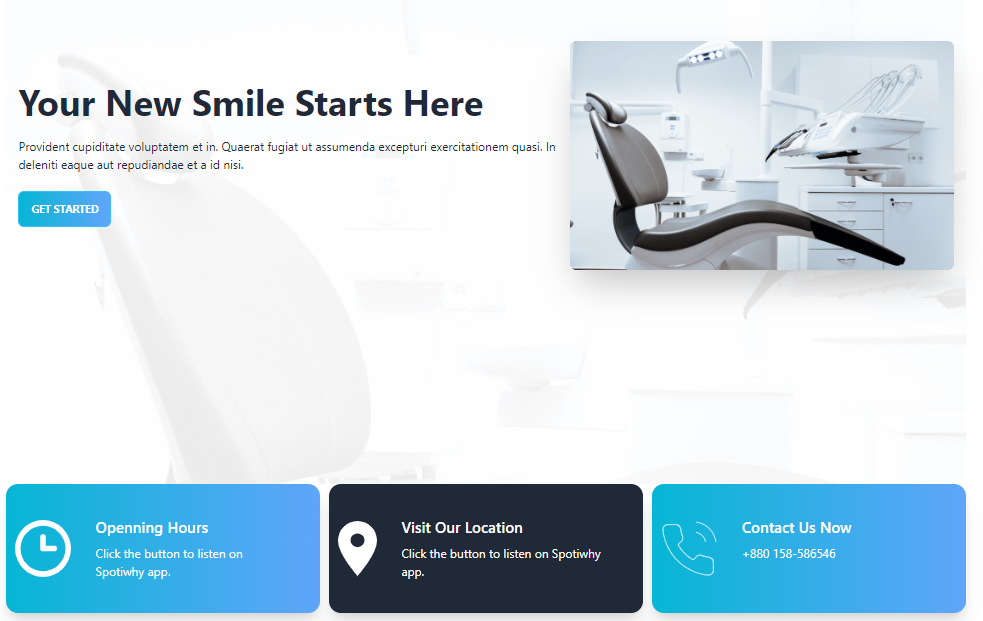 Your New Smile Starts Here
Provident cupiditate voluptatem et in. Quaerat fugiat ut assumenda excepturi exercitationem quasi. In
deleniti eaque aut repudiandae et a id nisi.
GET STARTED
Openning Hours
Click the button to listen on
Spotiwhy app.
Visit Our Location
Click the button to listen on Spotiwhy
app.
Contact Us Now
+880 158-586546